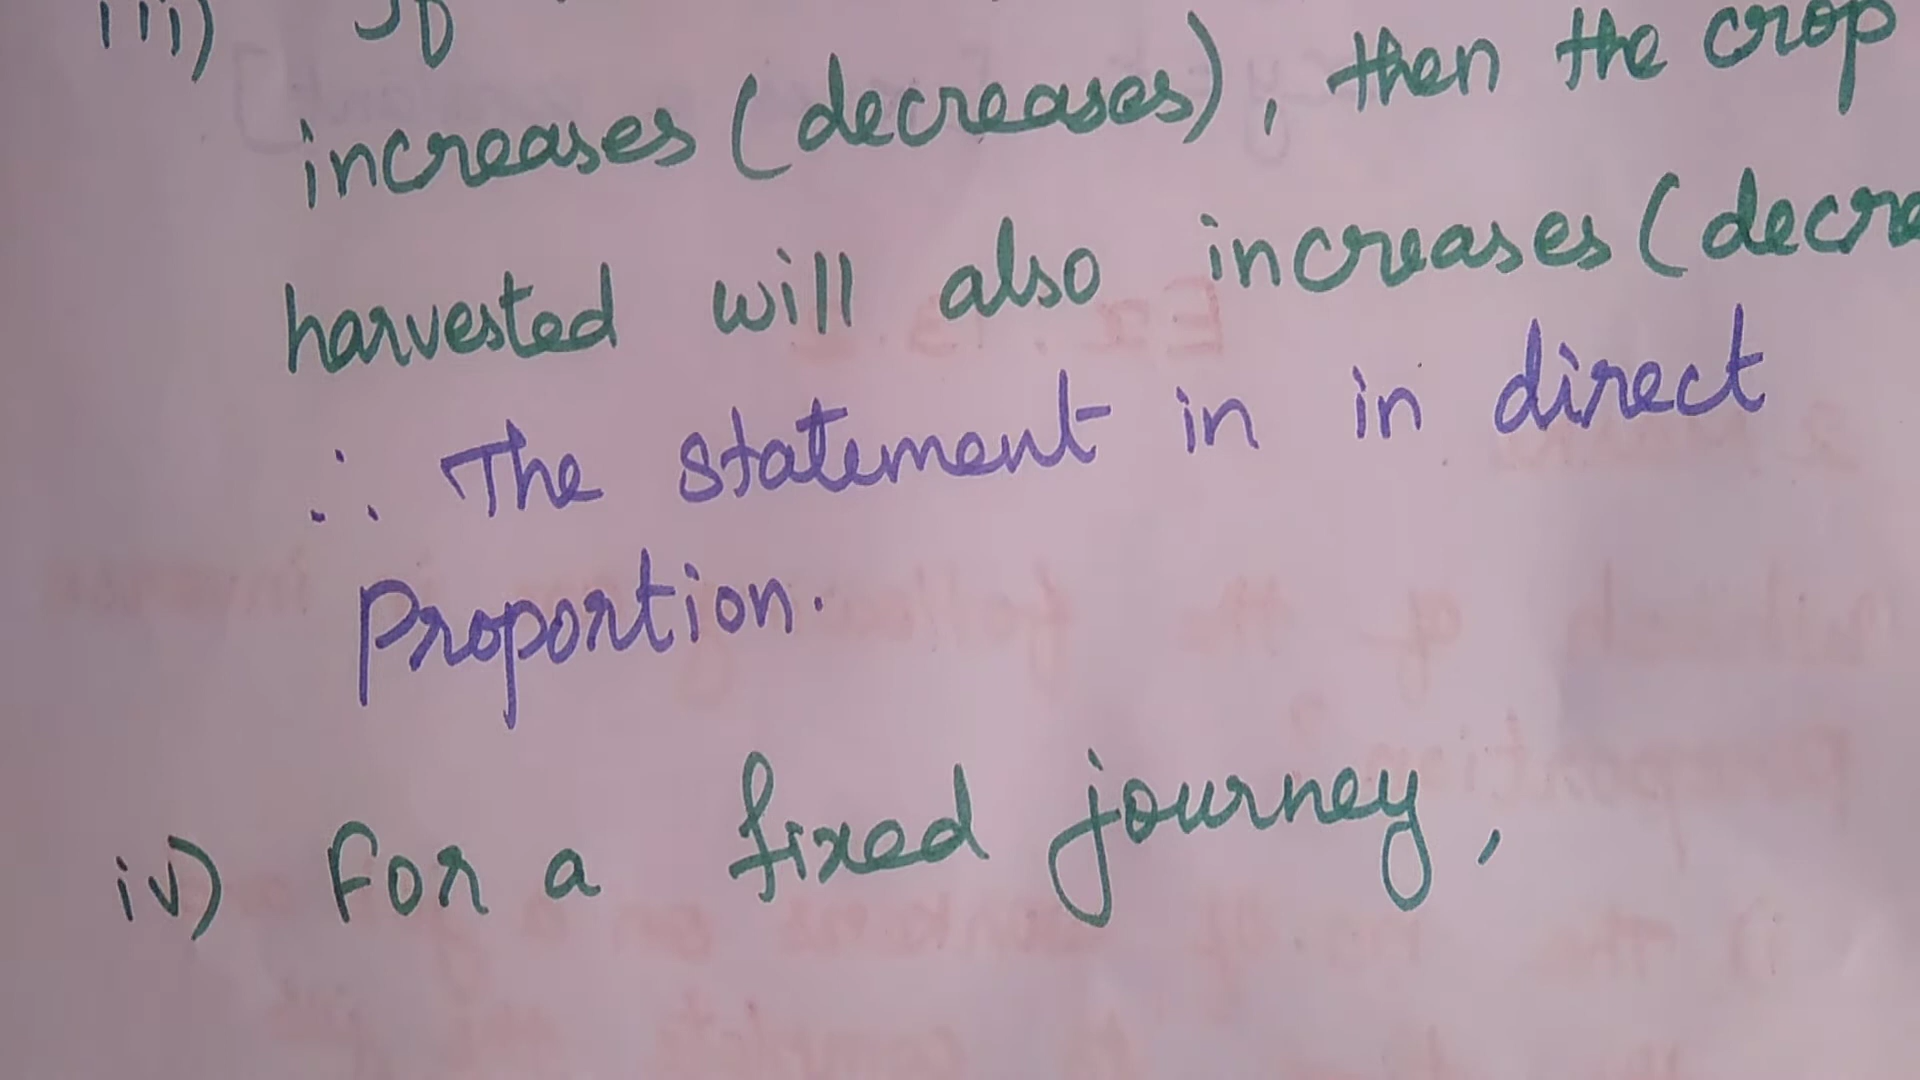 iii) If
increases (decreases), then the crop
harvested will also increases (decre
∴ The statement in in direct
Proportion.
iv) For a fixed journey,